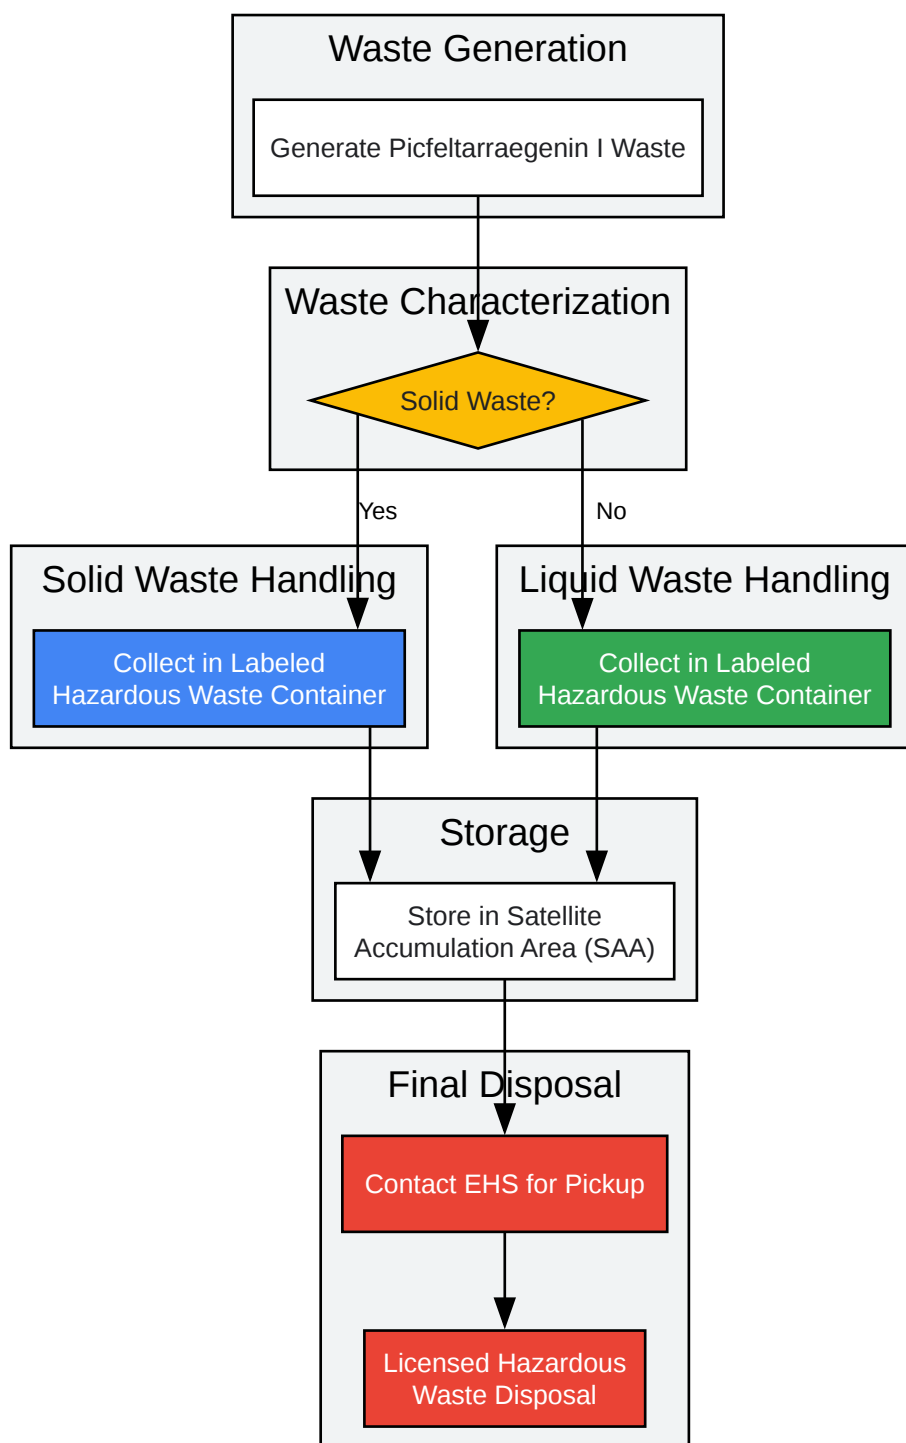 Waste Generation
Generate Picfeltarraegenin I Waste
Waste Characterization
Solid Waste?
Yes
No
Solid Waste Handling
Collect in Labeled
Hazardous Waste Container
Liquid Waste Handling
Collect in Labeled
Hazardous Waste Container
Storage
Store in Satellite
Accumulation Area (SAA)
Final Disposal
Contact EHS for Pickup
Licensed Hazardous
Waste Disposal